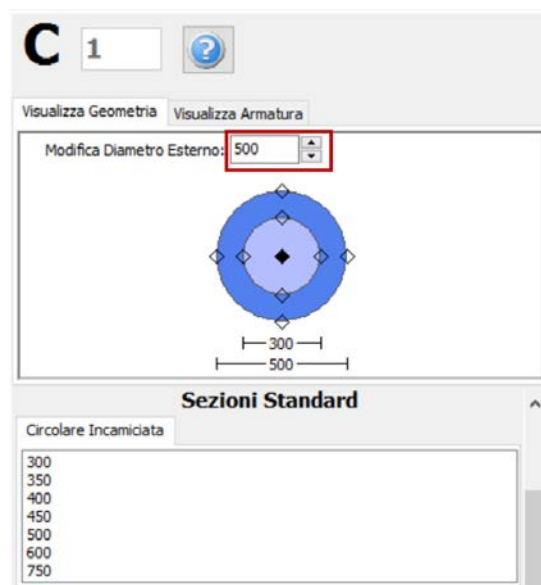 C 1 ?
Visualizza Geometria Visualizza Armatura
Modifica Diametro Esterno: 500
300
500
Sezioni Standard
Circolare Incamiciata
300
350
400
450
500
600
750